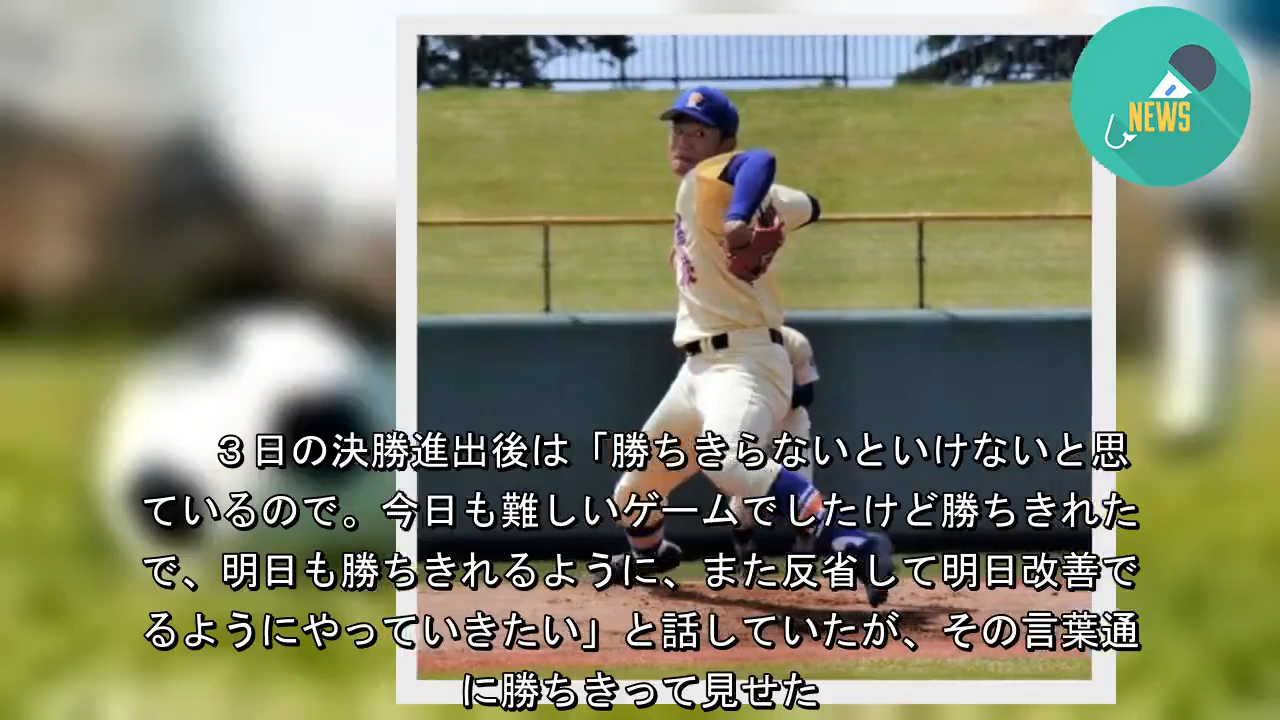 NEWS
３日の決勝進出後は「勝ちきらないといけないと思
ているので。今日も難しいゲームでしたけど勝ちきれた
で、明日も勝ちきれるように、また反省して明日改善で
るようにやっていきたい」と話していたが、その言葉通
に勝ちきって見せた